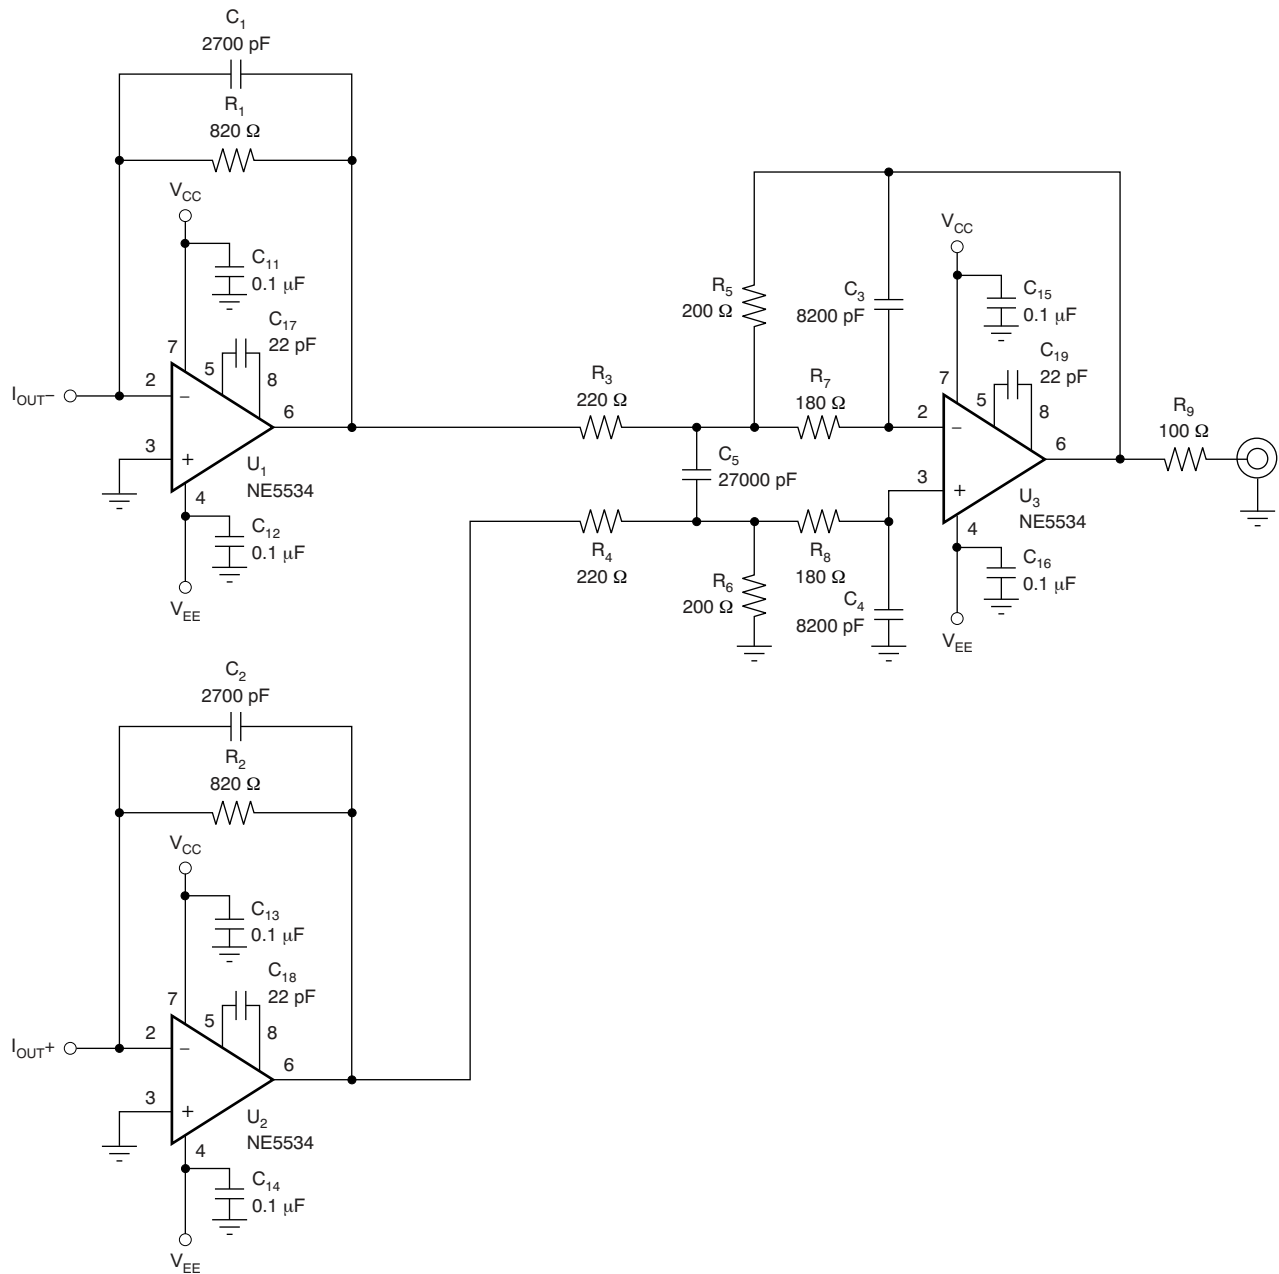 C1
2700 pF
R1
820 Ω
VCC
C11
0.1 μF
C17
22 pF
7
5
8
2
6
IOUT−
−
3
+
U1
NE5534
4
C12
0.1 μF
VEE
R3
220 Ω
R5
200 Ω
C3
8200 pF
R7
180 Ω
C5
27000 pF
R4
220 Ω
R6
200 Ω
R8
180 Ω
C4
8200 pF
VCC
C15
0.1 μF
C19
22 pF
7
5
8
2
6
−
3
+
U3
NE5534
4
C16
0.1 μF
VEE
R9
100 Ω
C2
2700 pF
R2
820 Ω
VCC
C13
0.1 μF
C18
22 pF
7
5
8
2
6
IOUT+
−
3
+
U2
NE5534
4
C14
0.1 μF
VEE